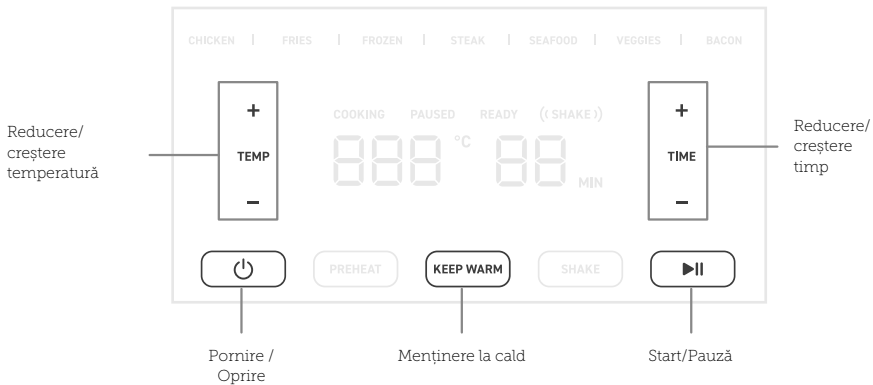 CHICKEN | FRIES | FROZEN | STEAK | SEAFOOD | VEGGIES | BACON
+
TEMP
−
COOKING PAUSED READY ((SHAKE))
888 °C 88 MIN
+
TIME
−
Reducere/
creștere
temperatură
Reducere/
creștere
timp
PREHEAT KEEP WARM SHAKE
Pornire /
Oprire
Menținere la cald
Start/Pauză